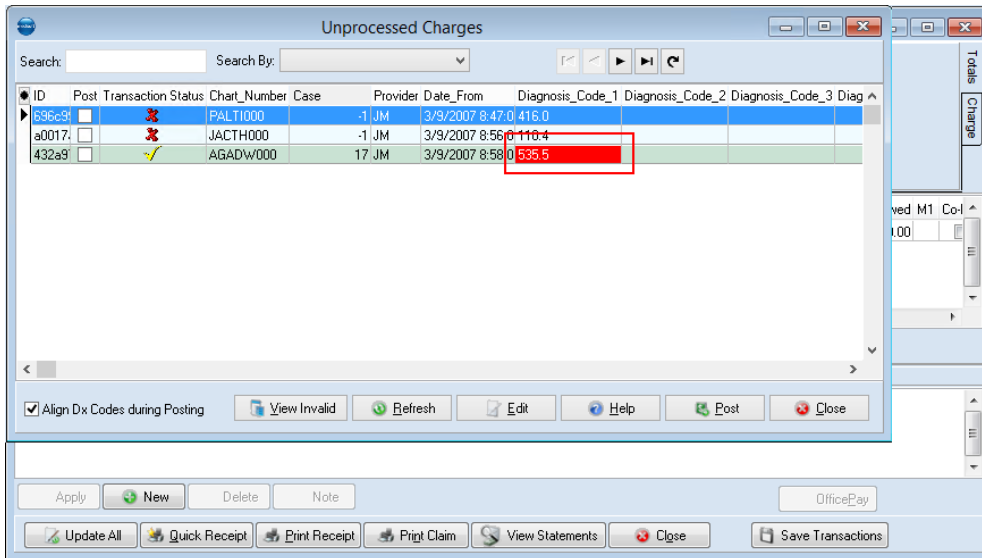 Unprocessed Charges
Search: Search By:
Totals
Charge
ID Post Transaction Status Chart_Number Case Provider Date_From Diagnosis_Code_1 Diagnosis_Code_2 Diagnosis_Code_3 Diag
696c9 PALTI000 -1 JM 3/9/2007 8:47:0 416.0
a0017 JACTH000 -1 JM 3/9/2007 8:56:0 110.4
432a9 AGADW000 17 JM 3/9/2007 8:58:0 535.5
wed M1 Co-
.00
Align Dx Codes during Posting View Invalid Refresh Edit Help Post Close
Apply New Delete Note OfficePay
Update All Quick Receipt Print Receipt Print Claim View Statements Close Save Transactions